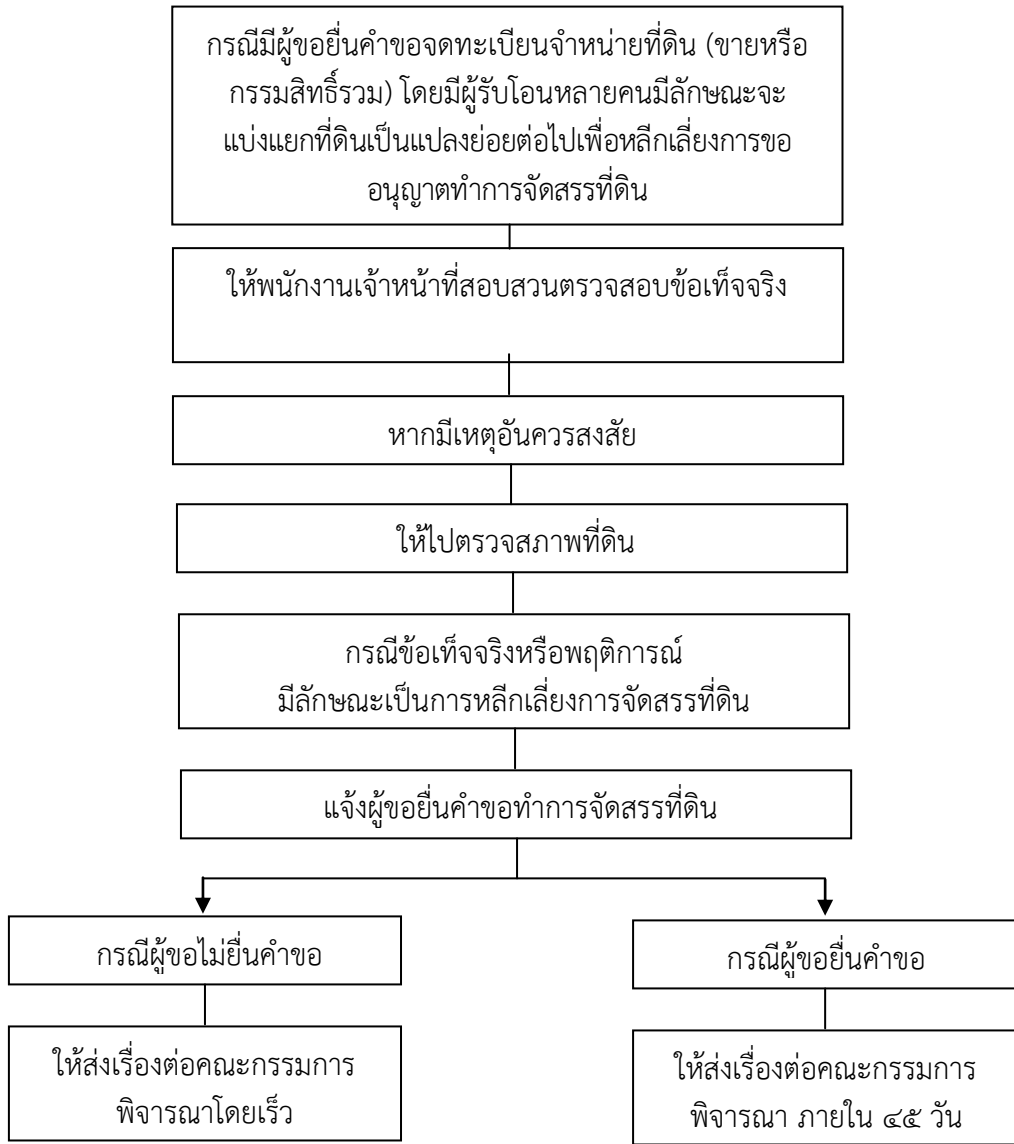 กรณีมีผู้ขอยื่นคำขอจดทะเบียนจำหน่ายที่ดิน (ขายหรือ
กรรมสิทธิ์รวม) โดยมีผู้รับโอนหลายคนมีลักษณะจะ
แบ่งแยกที่ดินเป็นแปลงย่อยต่อไปเพื่อหลีกเลี่ยงการขอ
อนุญาตทำการจัดสรรที่ดิน
ให้พนักงานเจ้าหน้าที่สอบสวนตรวจสอบข้อเท็จจริง
หากมีเหตุอันควรสงสัย
ให้ไปตรวจสภาพที่ดิน
กรณีข้อเท็จจริงหรือพฤติการณ์
มีลักษณะเป็นการหลีกเลี่ยงการจัดสรรที่ดิน
แจ้งผู้ขอยื่นคำขอทำการจัดสรรที่ดิน
กรณีผู้ขอไม่ยื่นคำขอ
ให้ส่งเรื่องต่อคณะกรรมการ
พิจารณาโดยเร็ว
กรณีผู้ขอยื่นคำขอ
ให้ส่งเรื่องต่อคณะกรรมการ
พิจารณา ภายใน ๔๕ วัน